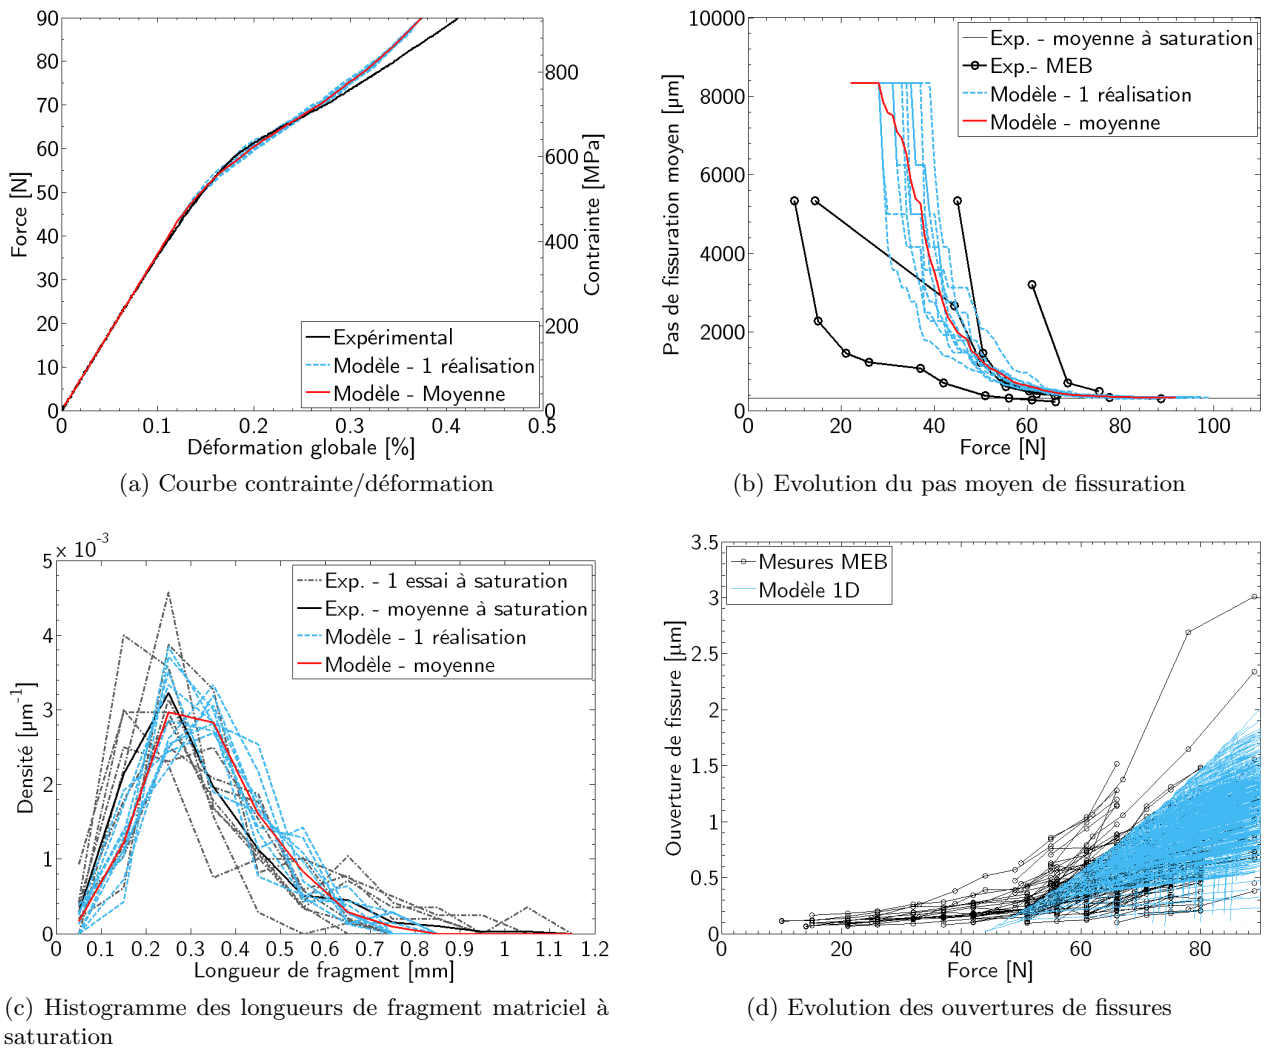 90
80
70
60
50
40
30
20
10
0
Force [N]
800
600
400
200
0
Contrainte [MPa]
Expérimental
Modèle - 1 réalisation
Modèle - Moyenne
0 0.1 0.2 0.3 0.4 0.5
Déformation globale [%]
(a) Courbe contrainte/déformation
10000
8000
6000
4000
2000
0
Pas de fissuration moyen [µm]
Exp. - moyenne à saturation
Exp.- MEB
Modèle - 1 réalisation
Modèle - moyenne
0 20 40 60 80 100
Force [N]
(b) Evolution du pas moyen de fissuration
5 × 10⁻³
4
3
2
1
0
Densité [µm⁻¹]
Exp. - 1 essai à saturation
Exp. - moyenne à saturation
Modèle - 1 réalisation
Modèle - moyenne
0 0.1 0.2 0.3 0.4 0.5 0.6 0.7 0.8 0.9 1 1.1 1.2
Longueur de fragment [mm]
(c) Histogramme des longueurs de fragment matriciel à
saturation
3.5
3
2.5
2
1.5
1
0.5
0
Ouverture de fissure [µm]
Mesures MEB
Modèle 1D
0 20 40 60 80
Force [N]
(d) Evolution des ouvertures de fissures